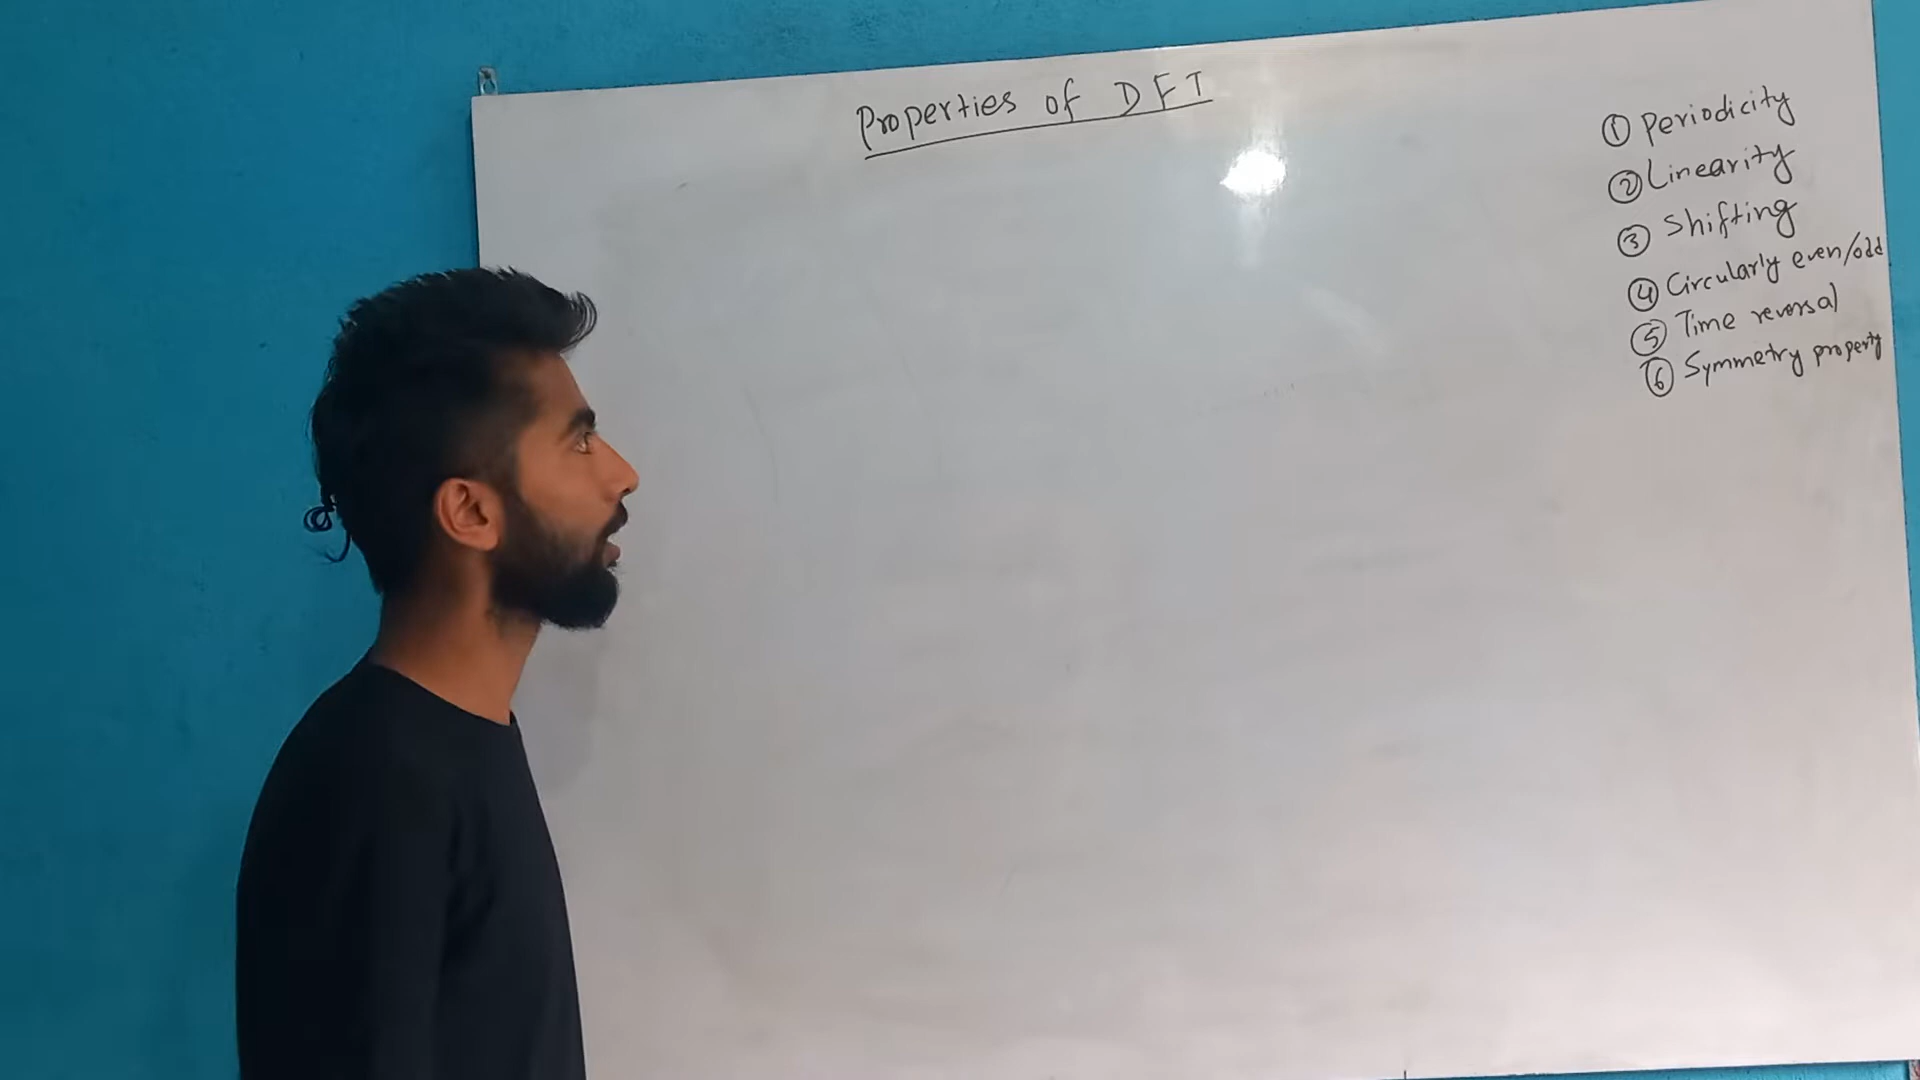 Properties of DFT
① Periodicity
② Linearity
③ Shifting
④ Circularly even/odd
⑤ Time reversal
⑥ Symmetry property